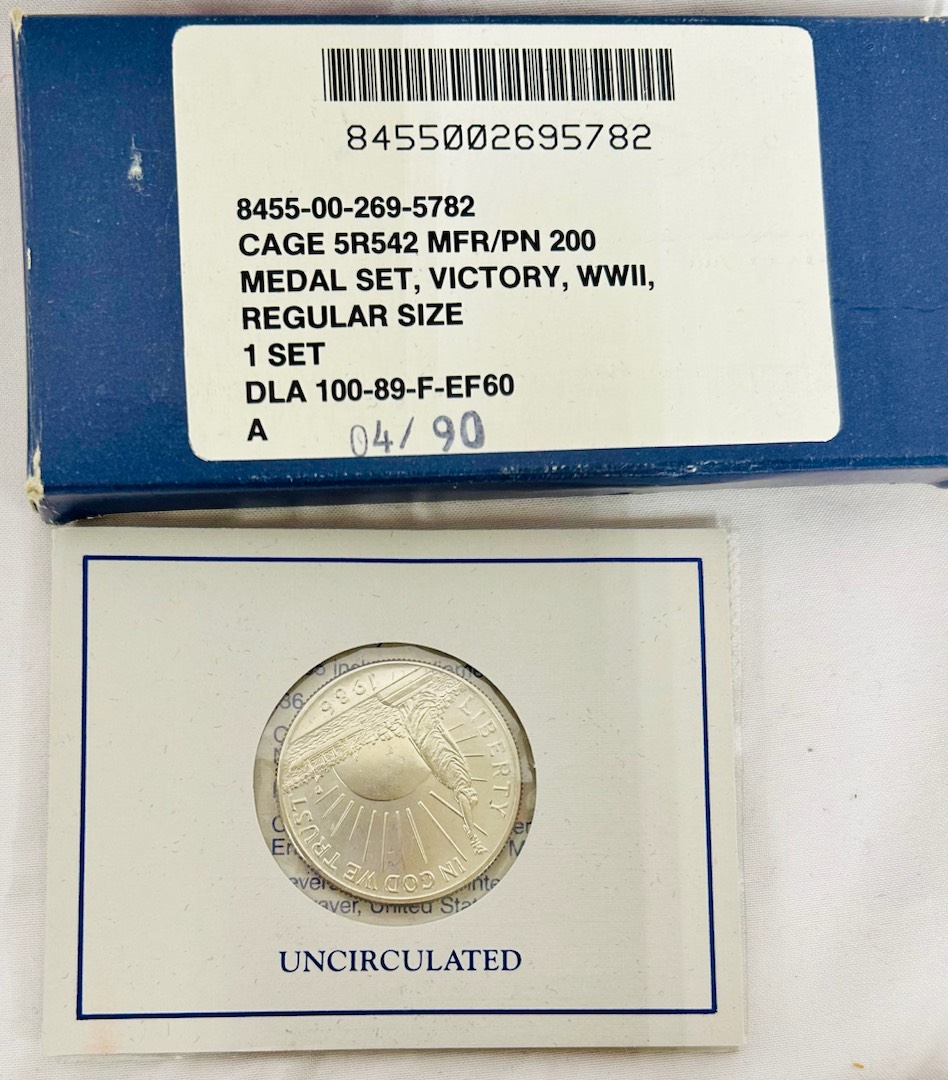 8455002695782
8455-00-269-5782
CAGE 5R542 MFR/PN 200
MEDAL SET, VICTORY, WWII,
REGULAR SIZE
1 SET
DLA 100-89-F-EF60
A 04/90
1986
LIBERTY
IN GOD WE TRUST
UNCIRCULATED